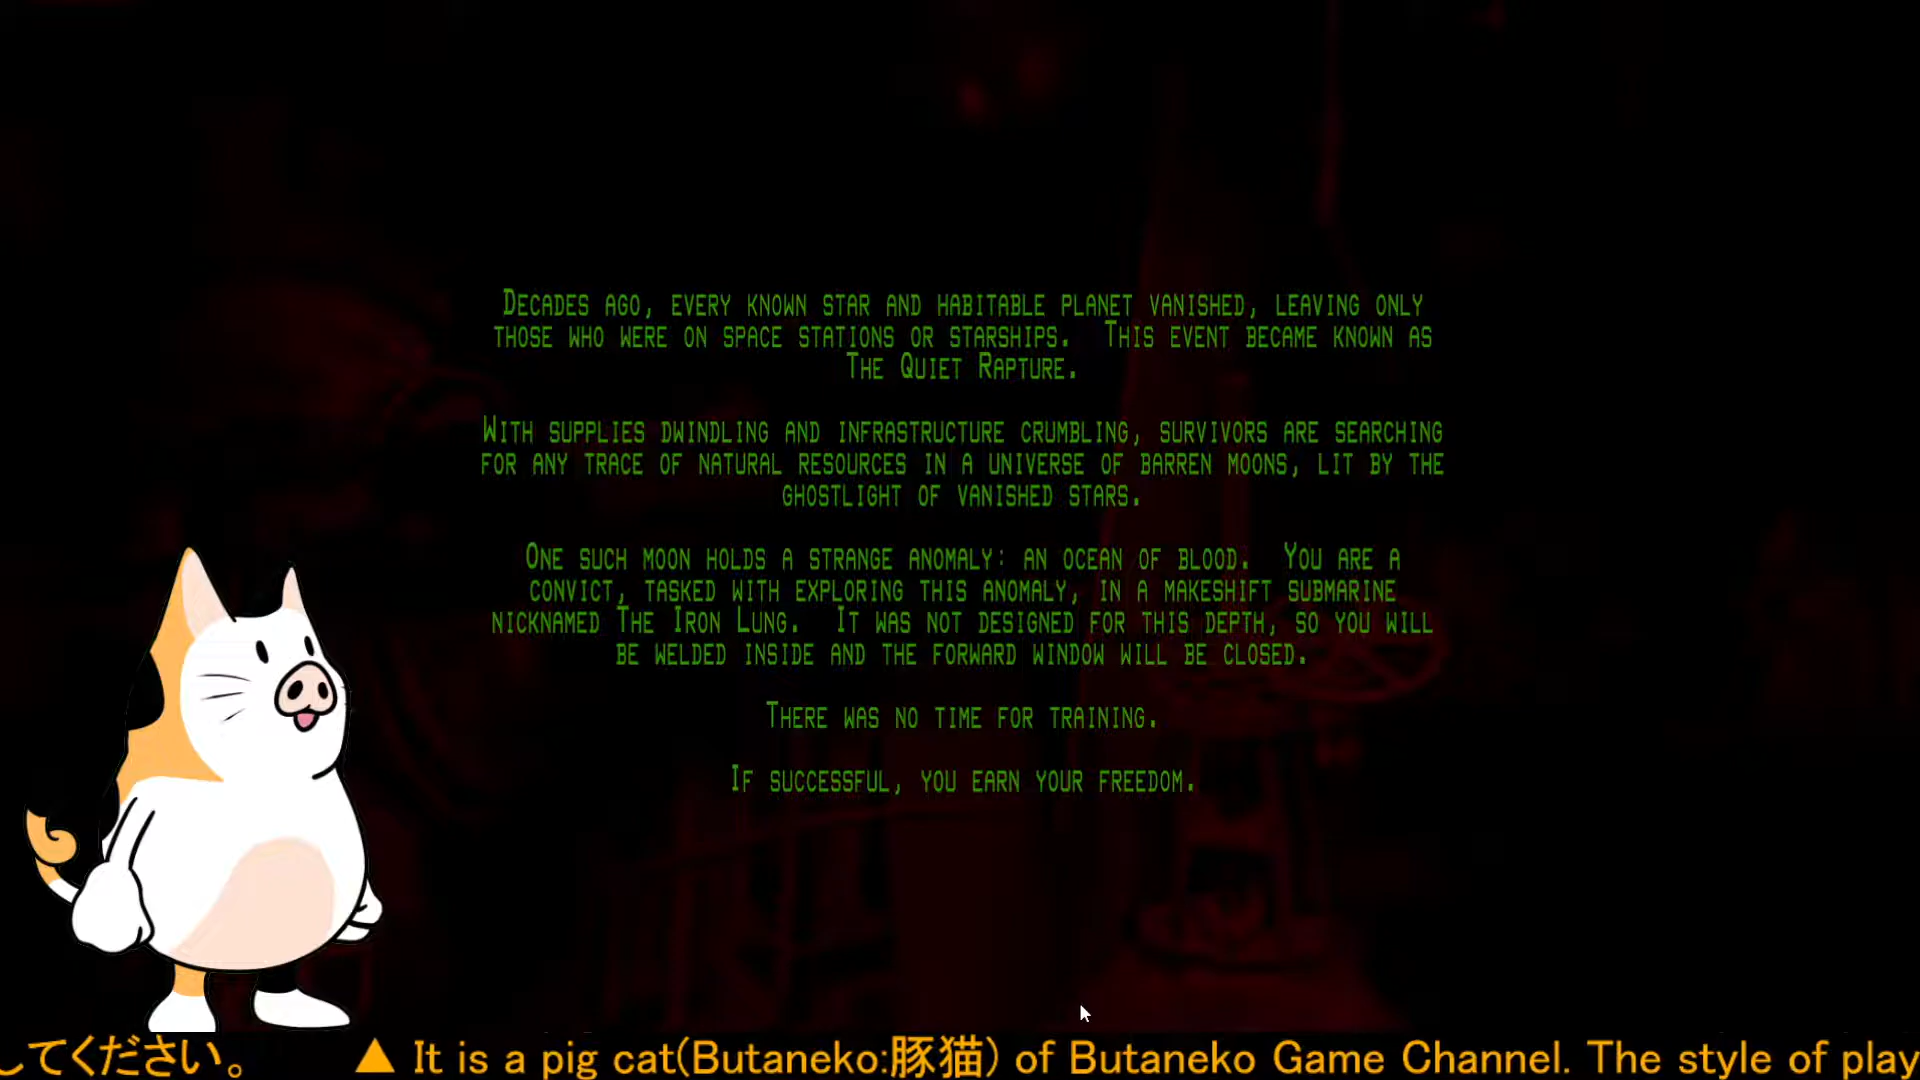 Decades ago, every known star and habitable planet vanished, leaving only
those who were on space stations or starships. This event became known as
The Quiet Rapture.
With supplies dwindling and infrastructure crumbling, survivors are searching
for any trace of natural resources in a universe of barren moons, lit by the
ghostlight of vanished stars.
One such moon holds a strange anomaly: an ocean of blood. You are a
convict, tasked with exploring this anomaly, in a makeshift submarine
nicknamed The Iron Lung. It was not designed for this depth, so you will
be welded inside and the forward window will be closed.
There was no time for training.
If successful, you earn your freedom.
してください。 ▲ It is a pig cat(Butaneko:豚猫) of Butaneko Game Channel. The style of play